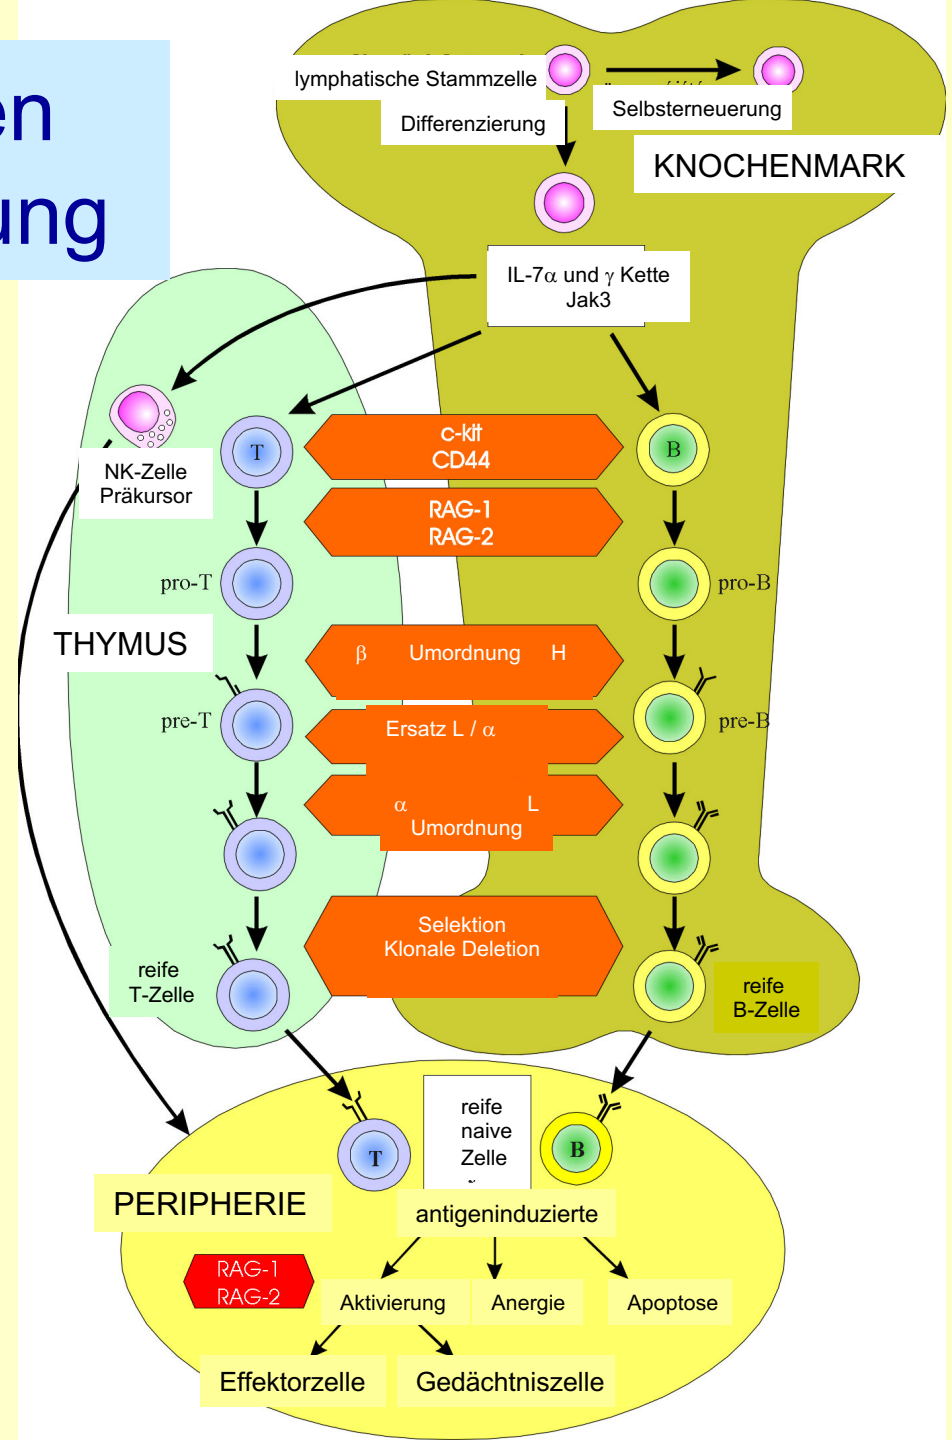 en
ung
lymphatische Stammzelle
Selbsterneuerung
Differenzierung
KNOCHENMARK
IL-7α und γ Kette
Jak3
NK-Zelle
Präkursor
T
c-kit
CD44
B
RAG-1
RAG-2
pro-T
pro-B
THYMUS
β Umordnung H
pre-T
Ersatz L / α
pre-B
α L
Umordnung
Selektion
Klonale Deletion
reife
T-Zelle
reife
B-Zelle
reife
naive
Zelle
T
B
PERIPHERIE
antigeninduzierte
RAG-1
RAG-2
Aktivierung
Anergie
Apoptose
Effektorzelle
Gedächtniszelle